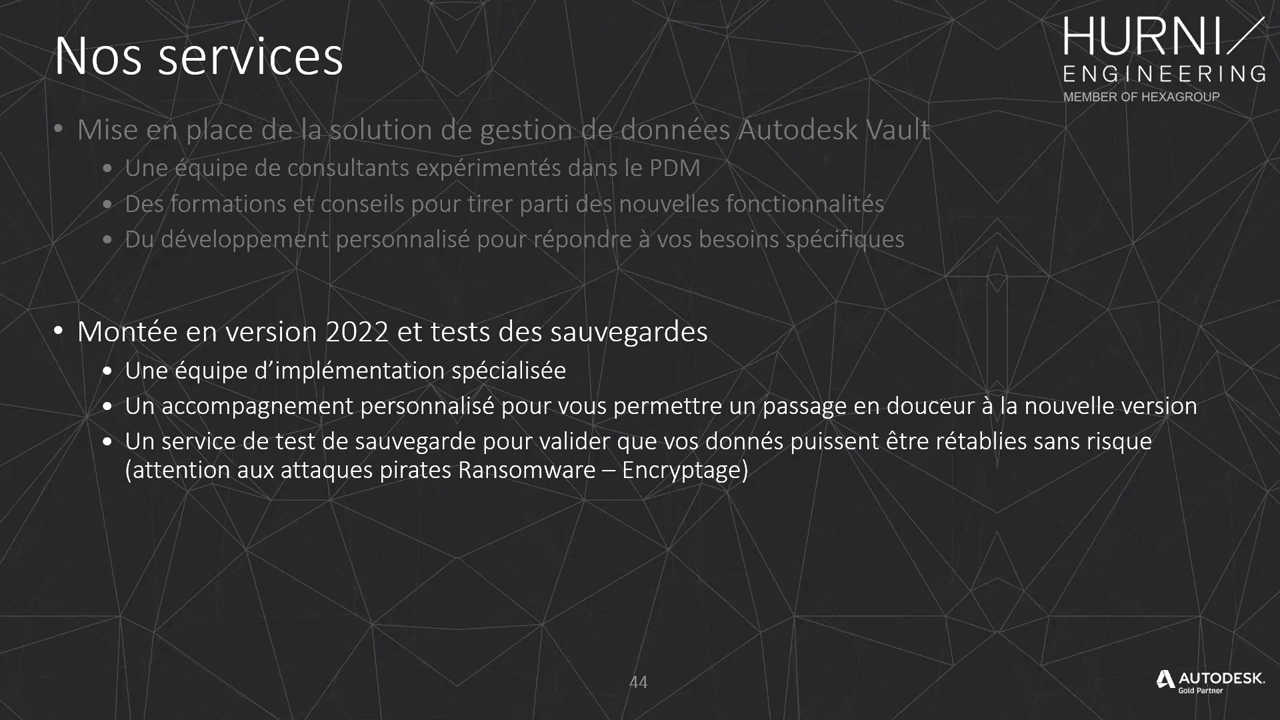 Nos services
HURNI/
ENGINEERING
MEMBER OF HEXAGROUP
• Mise en place de la solution de gestion de données Autodesk Vault
• Une équipe de consultants expérimentés dans le PDM
• Des formations et conseils pour tirer parti des nouvelles fonctionnalités
• Du développement personnalisé pour répondre à vos besoins spécifiques
• Montée en version 2022 et tests des sauvegardes
• Une équipe d’implémentation spécialisée
• Un accompagnement personnalisé pour vous permettre un passage en douceur à la nouvelle version
• Un service de test de sauvegarde pour valider que vos donnés puissent être rétablies sans risque
(attention aux attaques pirates Ransomware – Encryptage)
44
AUTODESK.
Gold Partner